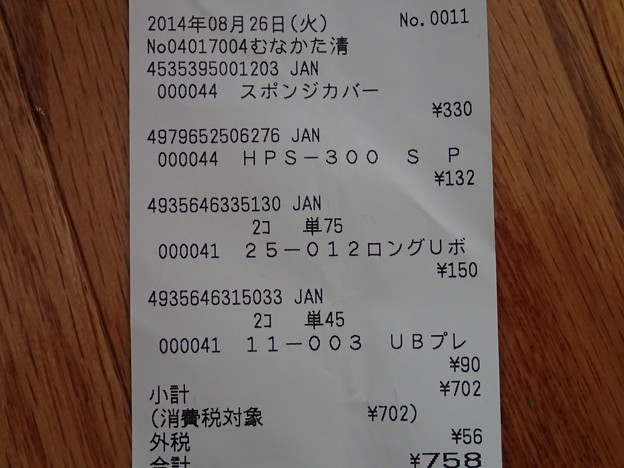 2014年08月26日(火) No.0011
No04017004むなかた清
4535395001203 JAN
000044 スポンジカバー
¥330
4979652506276 JAN
000044 HPS-300 S P
¥132
4935646335130 JAN
2コ 単75
000041 25-012ロングUボ
¥150
4935646315033 JAN
2コ 単45
000041 11-003 UBプレ
¥90
小計 ¥702
(消費税対象 ¥702)
外税 ¥56
合計 ¥758